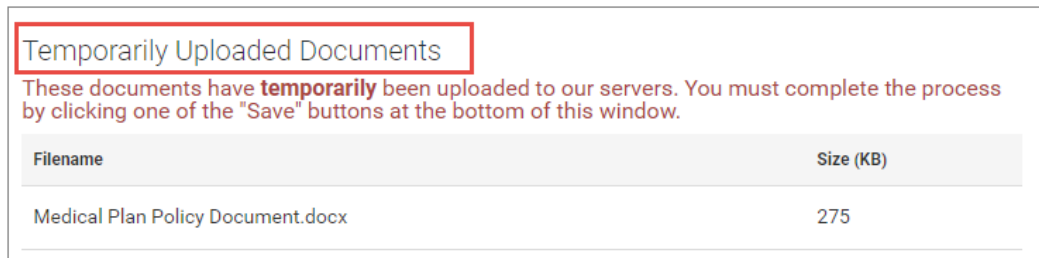 Temporarily Uploaded Documents
These documents have temporarily been uploaded to our servers. You must complete the process
by clicking one of the "Save" buttons at the bottom of this window.
Filename Size (KB)
Medical Plan Policy Document.docx 275